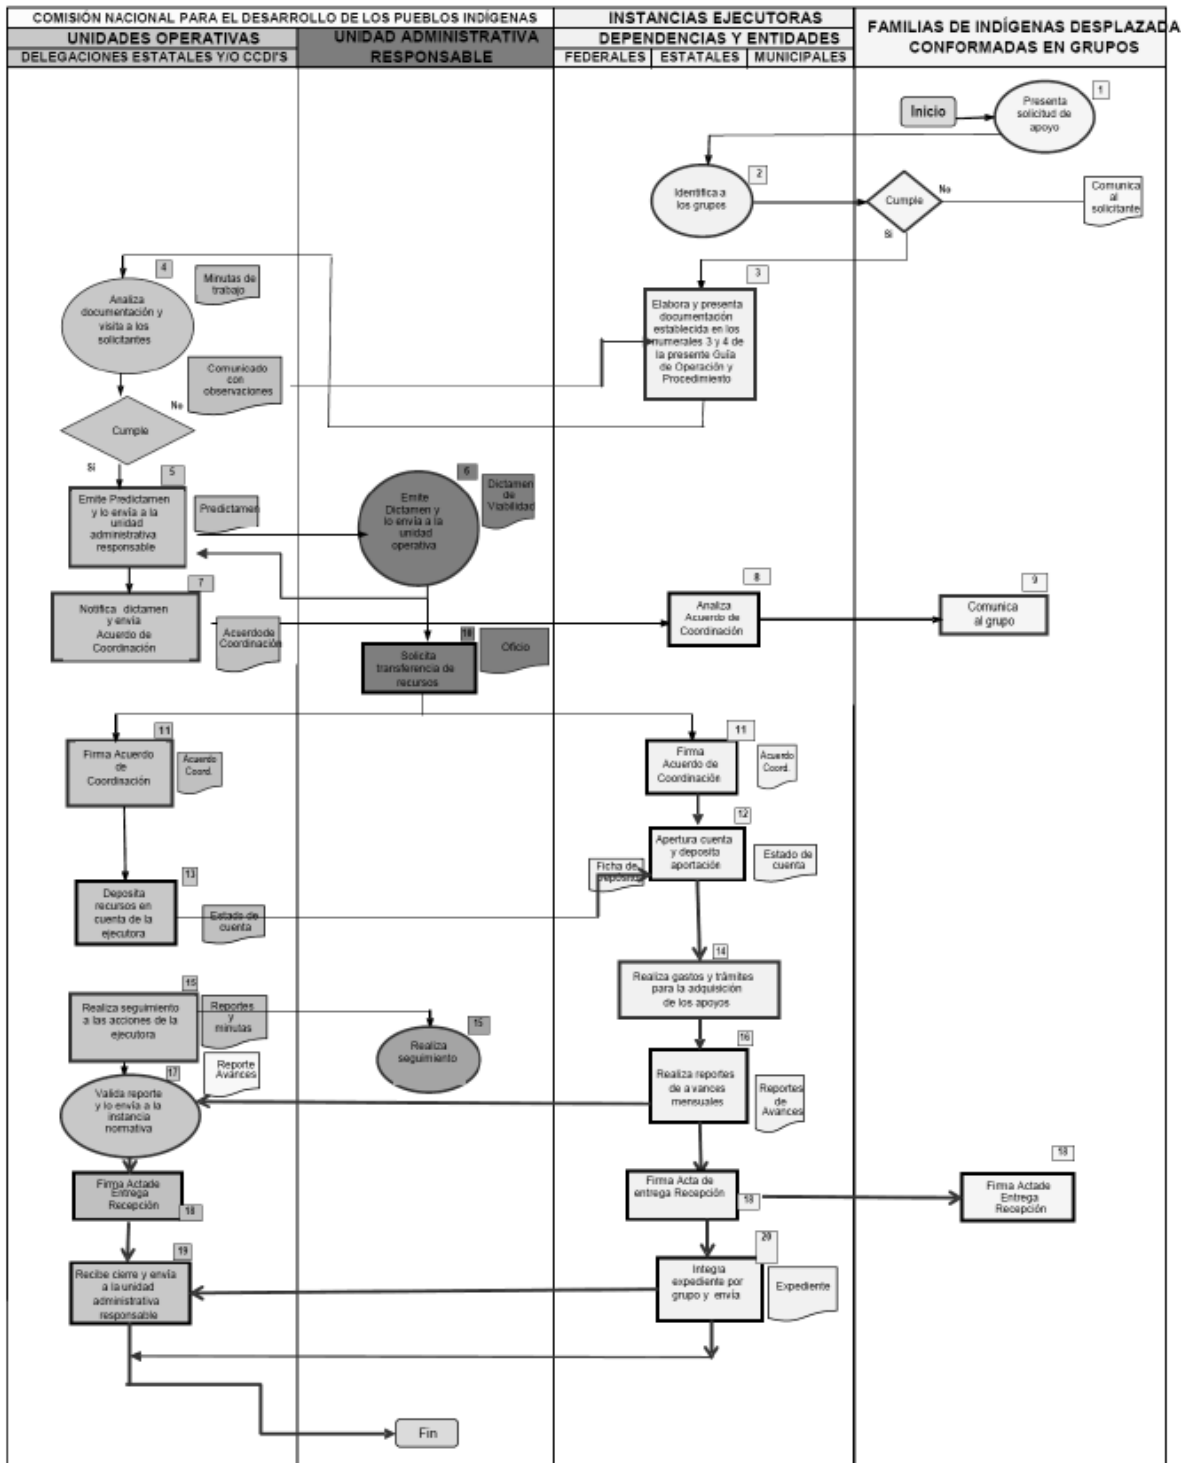 COMISIÓN NACIONAL PARA EL DESARROLLO DE LOS PUEBLOS INDÍGENAS
UNIDADES OPERATIVAS
DELEGACIONES ESTATALES Y/O CCDI'S
UNIDAD ADMINISTRATIVA
RESPONSABLE
INSTANCIAS EJECUTORAS
DEPENDENCIAS Y ENTIDADES
FEDERALES
ESTATALES
MUNICIPALES
FAMILIAS DE INDÍGENAS DESPLAZADA
CONFORMADAS EN GRUPOS
Inicio
1
Presenta
solicitud de
apoyo
2
Identifica a
los grupos
Cumple
No
Si
Comunica
al
solicitante
3
Elabora y presenta
documentación
establecida en los
numerales 3 y 4 de
la presente Guía
de Operación y
Procedimiento
4
Analiza
documentación y
visita a los
solicitantes
Minutas de
trabajo
Comunicado
con
observaciones
No
Cumple
Si
5
Emite Predictamen
y lo envía a la
unidad
administrativa
responsable
Predictamen
6
Emite
Dictamen y
lo envía a la
unidad
operativa
Dictamen
de
Viabilidad
7
Notifica dictamen
y envía
Acuerdo de
Coordinación
Acuerdo de
Coordinación
8
Analiza
Acuerdo de
Coordinación
9
Comunica
al grupo
10
Solicita
transferencia de
recursos
Oficio
11
Firma Acuerdo
de
Coordinación
Acuerdo
Coord.
11
Firma
Acuerdo de
Coordinación
Acuerdo
Coord.
12
Apertura cuenta
y deposita
aportación
Ficha de
depósito
Estado de
cuenta
13
Deposita
recursos en
cuenta de la
ejecutora
Estado de
cuenta
14
Realiza gastos y trámites
para la adquisición
de los apoyos
15
Realiza seguimiento
a las acciones de la
ejecutora
Reportes
y
minutas
15
Realiza
seguimiento
16
Realiza reportes
de avances
mensuales
Reportes
de
Avances
Reporte
Avances
17
Valida reporte
y lo envía a la
instancia
normativa
Firma Acta de
Entrega
Recepción
18
Firma Acta de
entrega Recepción
18
18
Firma Acta de
Entrega
Recepción
19
Recibe cierre y envía
a la unidad
administrativa
responsable
20
Integra
expediente por
grupo y envía
Expediente
Fin